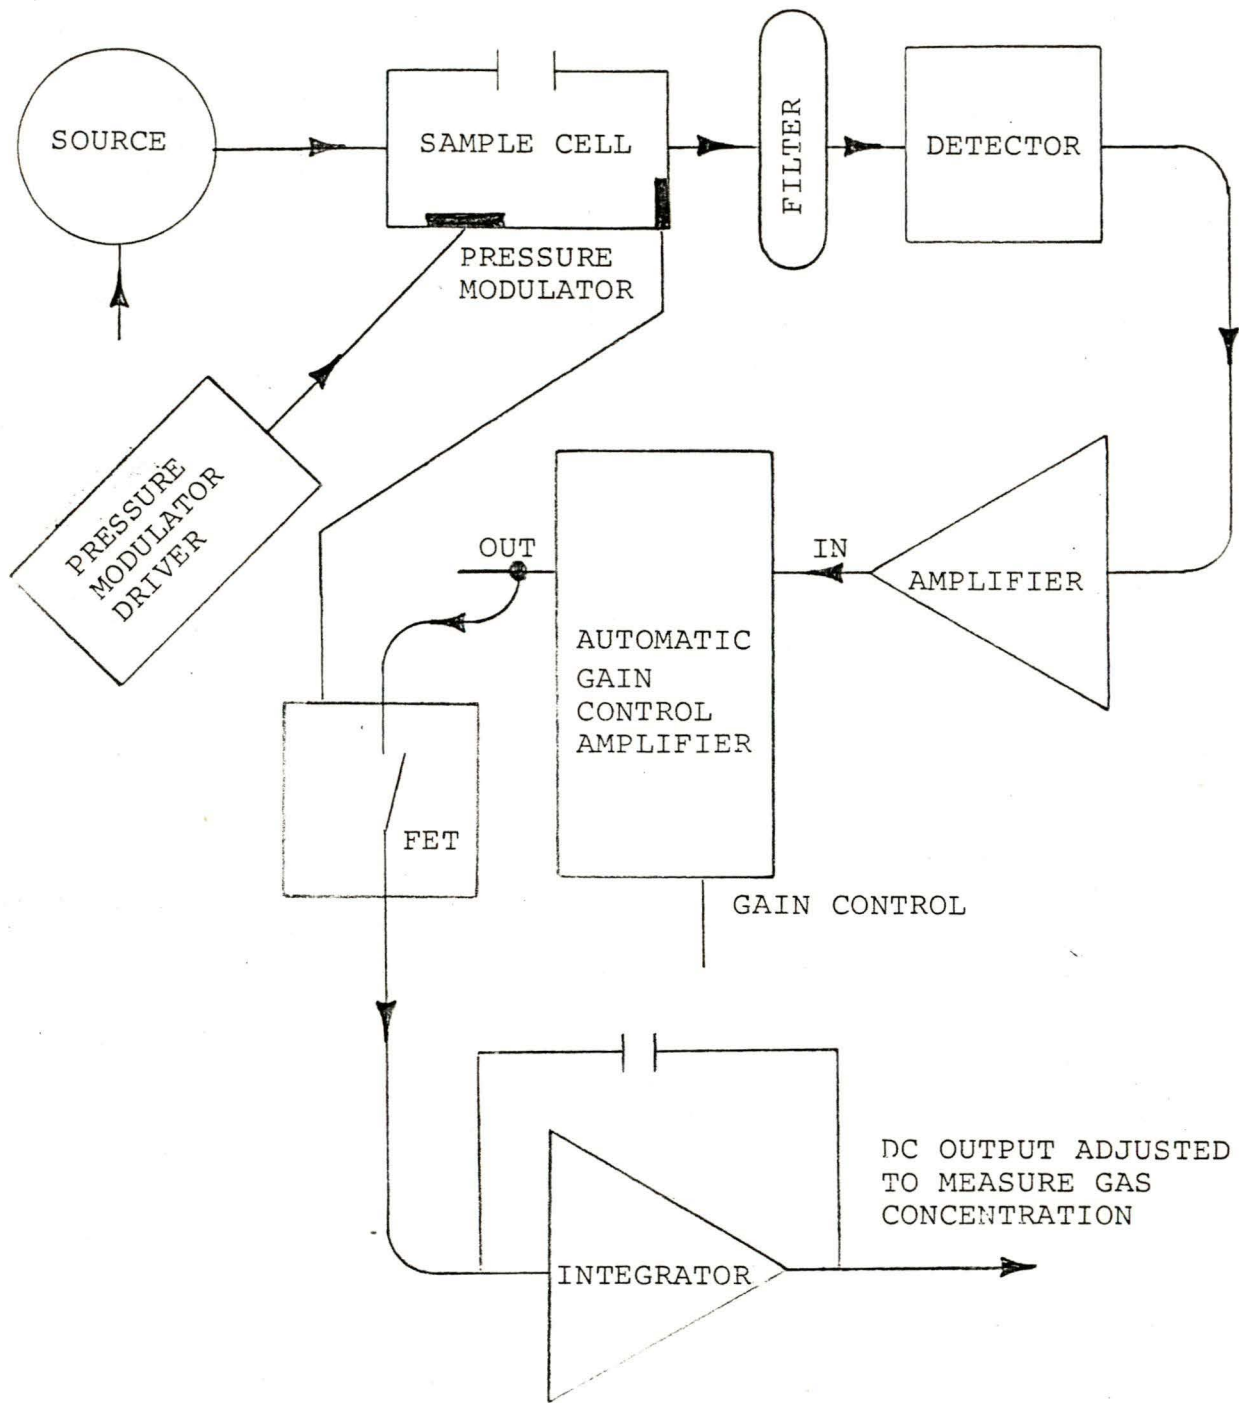 SOURCE
SAMPLE CELL
FILTER
DETECTOR
PRESSURE
MODULATOR
PRESSURE
MODULATOR
DRIVER
OUT
IN
AMPLIFIER
AUTOMATIC
GAIN
CONTROL
AMPLIFIER
FET
GAIN CONTROL
DC OUTPUT ADJUSTED
TO MEASURE GAS
CONCENTRATION
INTEGRATOR